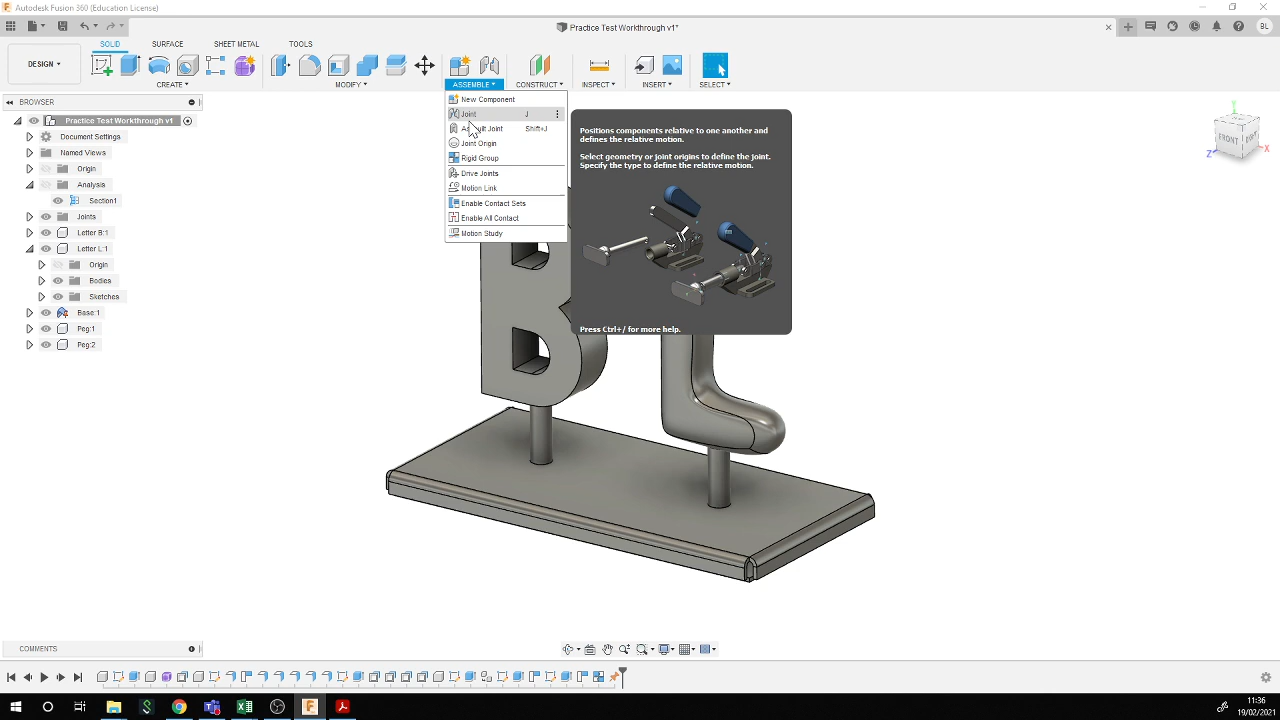 Autodesk Fusion 360 (Education License)
Practice Test Workthrough v1*
BL
DESIGN
SOLID
SURFACE
SHEET METAL
TOOLS
CREATE
MODIFY
ASSEMBLE
CONSTRUCT
INSPECT
INSERT
SELECT
BROWSER
Practice Test Workthrough v1
Document Settings
Named Views
Origin
Analysis
Section1
Joints
Letter B:1
Letter L:1
Origin
Bodies
Sketches
Base:1
Peg:1
Peg:2
New Component
Joint J
Joint Shift+J
Joint Origin
Rigid Group
Drive Joints
Motion Link
Enable Contact Sets
Enable All Contact
Motion Study
Positions components relative to one another and
defines the relative motion.
Select geometry or joint origins to define the joint.
Specify the type to define the relative motion.
Press Ctrl+/ for more help.
RIGHT
Z
X
COMMENTS
11:36
19/02/2021